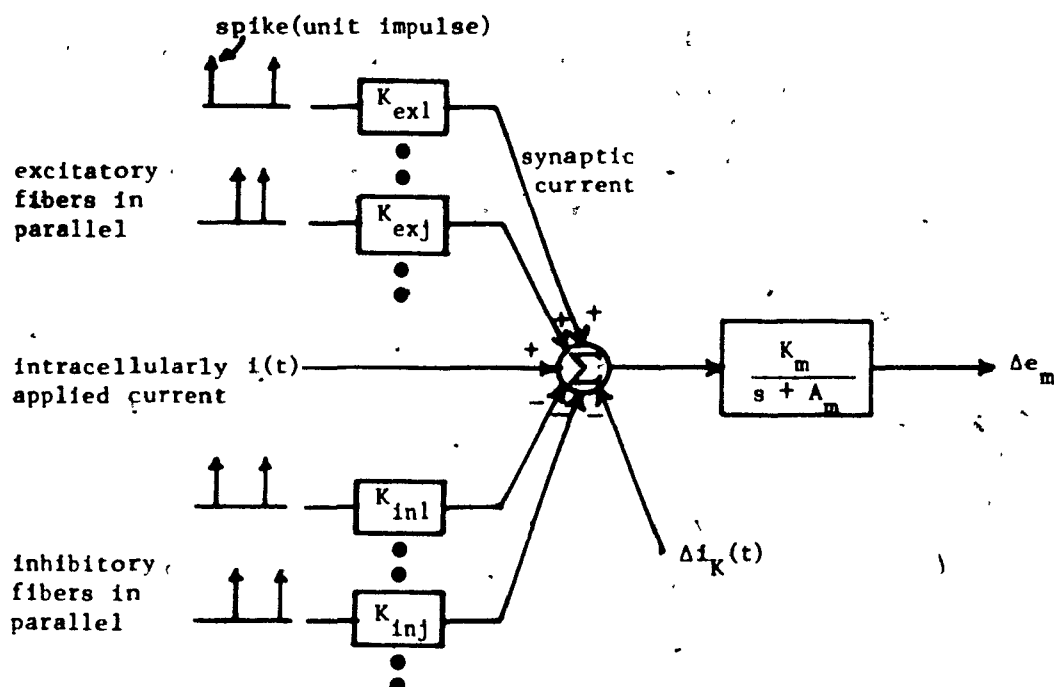 spike(unit impulse)
K_ex1
synaptic
current
excitatory
fibers in
parallel
K_exj
+ +
+
intracellularly i(t)
applied current
K_m
s + A_m
Δe_m
- - -
K_in1
Δi_K(t)
inhibitory
fibers in
parallel
K_inj
Σ